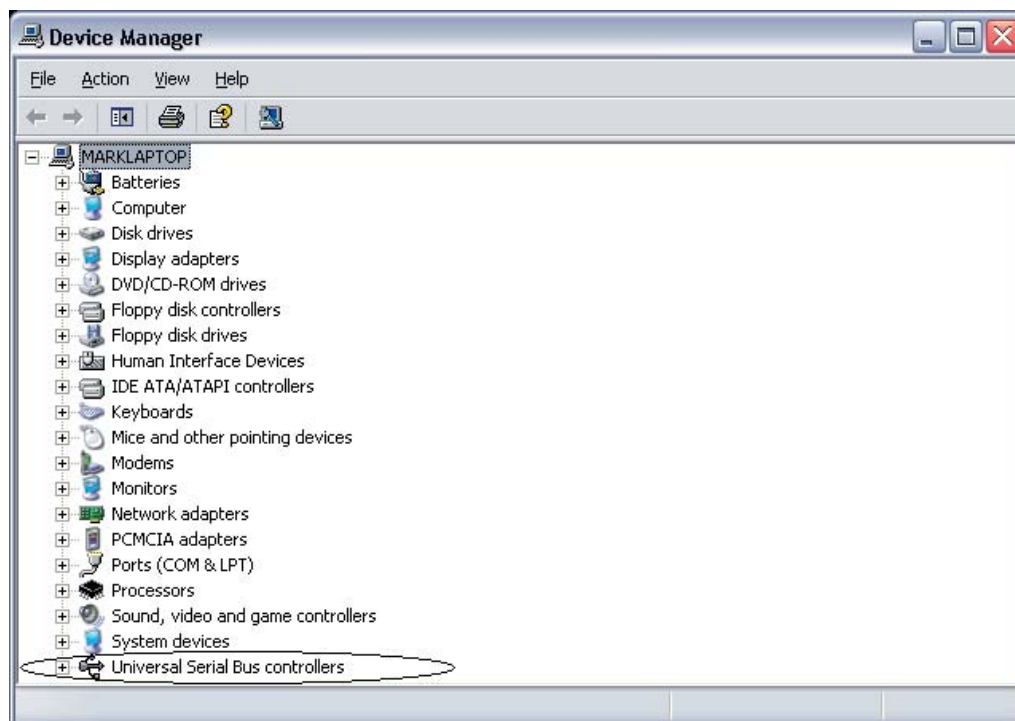 Device Manager
File Action View Help
MARKLAPTOP
Batteries
Computer
Disk drives
Display adapters
DVD/CD-ROM drives
Floppy disk controllers
Floppy disk drives
Human Interface Devices
IDE ATA/ATAPI controllers
Keyboards
Mice and other pointing devices
Modems
Monitors
Network adapters
PCMCIA adapters
Ports (COM & LPT)
Processors
Sound, video and game controllers
System devices
Universal Serial Bus controllers